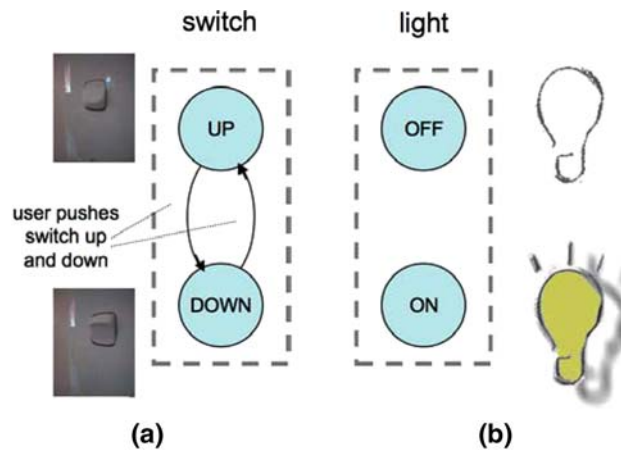 switch
light
UP
OFF
user pushes
switch up
and down
DOWN
ON
(a)
(b)